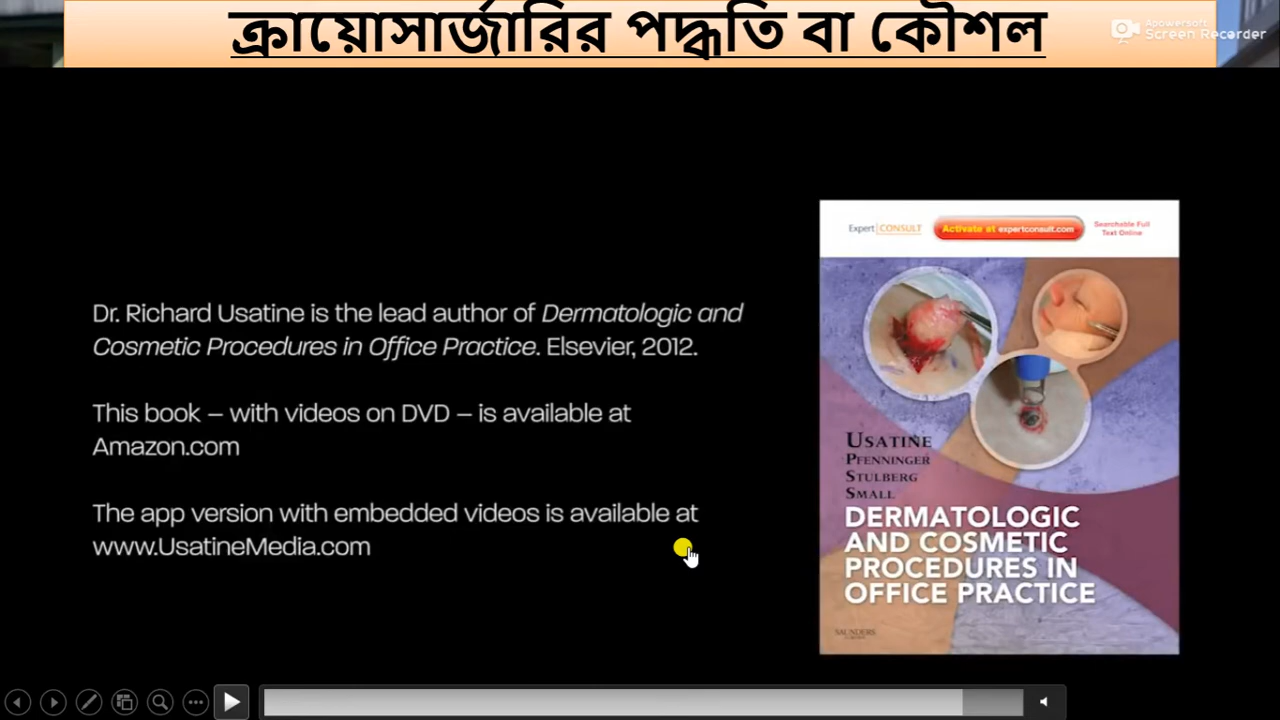 ক্রায়োসার্জারির পদ্ধতি বা কৌশল
Apowersoft
Screen Recorder
Dr. Richard Usatine is the lead author of Dermatologic and
Cosmetic Procedures in Office Practice. Elsevier, 2012.
This book – with videos on DVD – is available at
Amazon.com
The app version with embedded videos is available at
www.UsatineMedia.com
Expert CONSULT
Activate at expertconsult.com
Searchable Full
Text Online
USATINE
PFENNINGER
STULBERG
SMALL
DERMATOLOGIC
AND COSMETIC
PROCEDURES IN
OFFICE PRACTICE
SAUNDERS